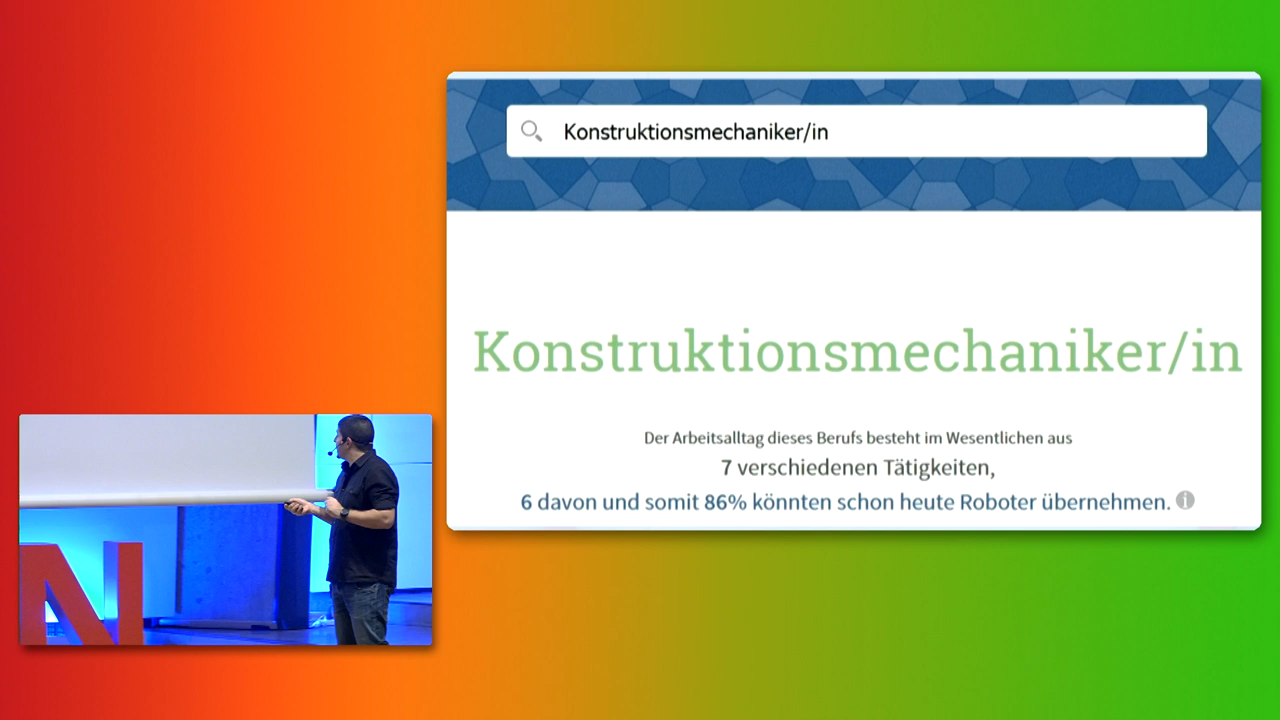 Konstruktionsmechaniker/in
Konstruktionsmechaniker/in
Der Arbeitsalltag dieses Berufs besteht im Wesentlichen aus
7 verschiedenen Tätigkeiten,
6 davon und somit 86% könnten schon heute Roboter übernehmen.
N